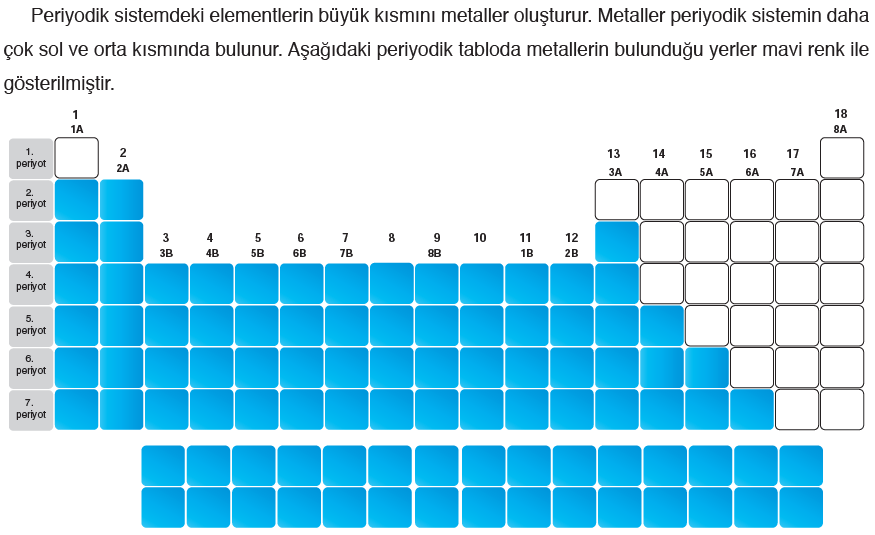 Periyodik sistemdeki elementlerin büyük kısmını metaller oluşturur. Metaller periyodik sistemin daha
çok sol ve orta kısmında bulunur. Aşağıdaki periyodik tabloda metallerin bulunduğu yerler mavi renk ile
gösterilmiştir.
1 18
1A 8A
1. periyot
2 13 14 15 16 17
2A 3A 4A 5A 6A 7A
2. periyot
3. periyot
3 4 5 6 7 8 9 10 11 12
3B 4B 5B 6B 7B 8B 1B 2B
4. periyot
5. periyot
6. periyot
7. periyot